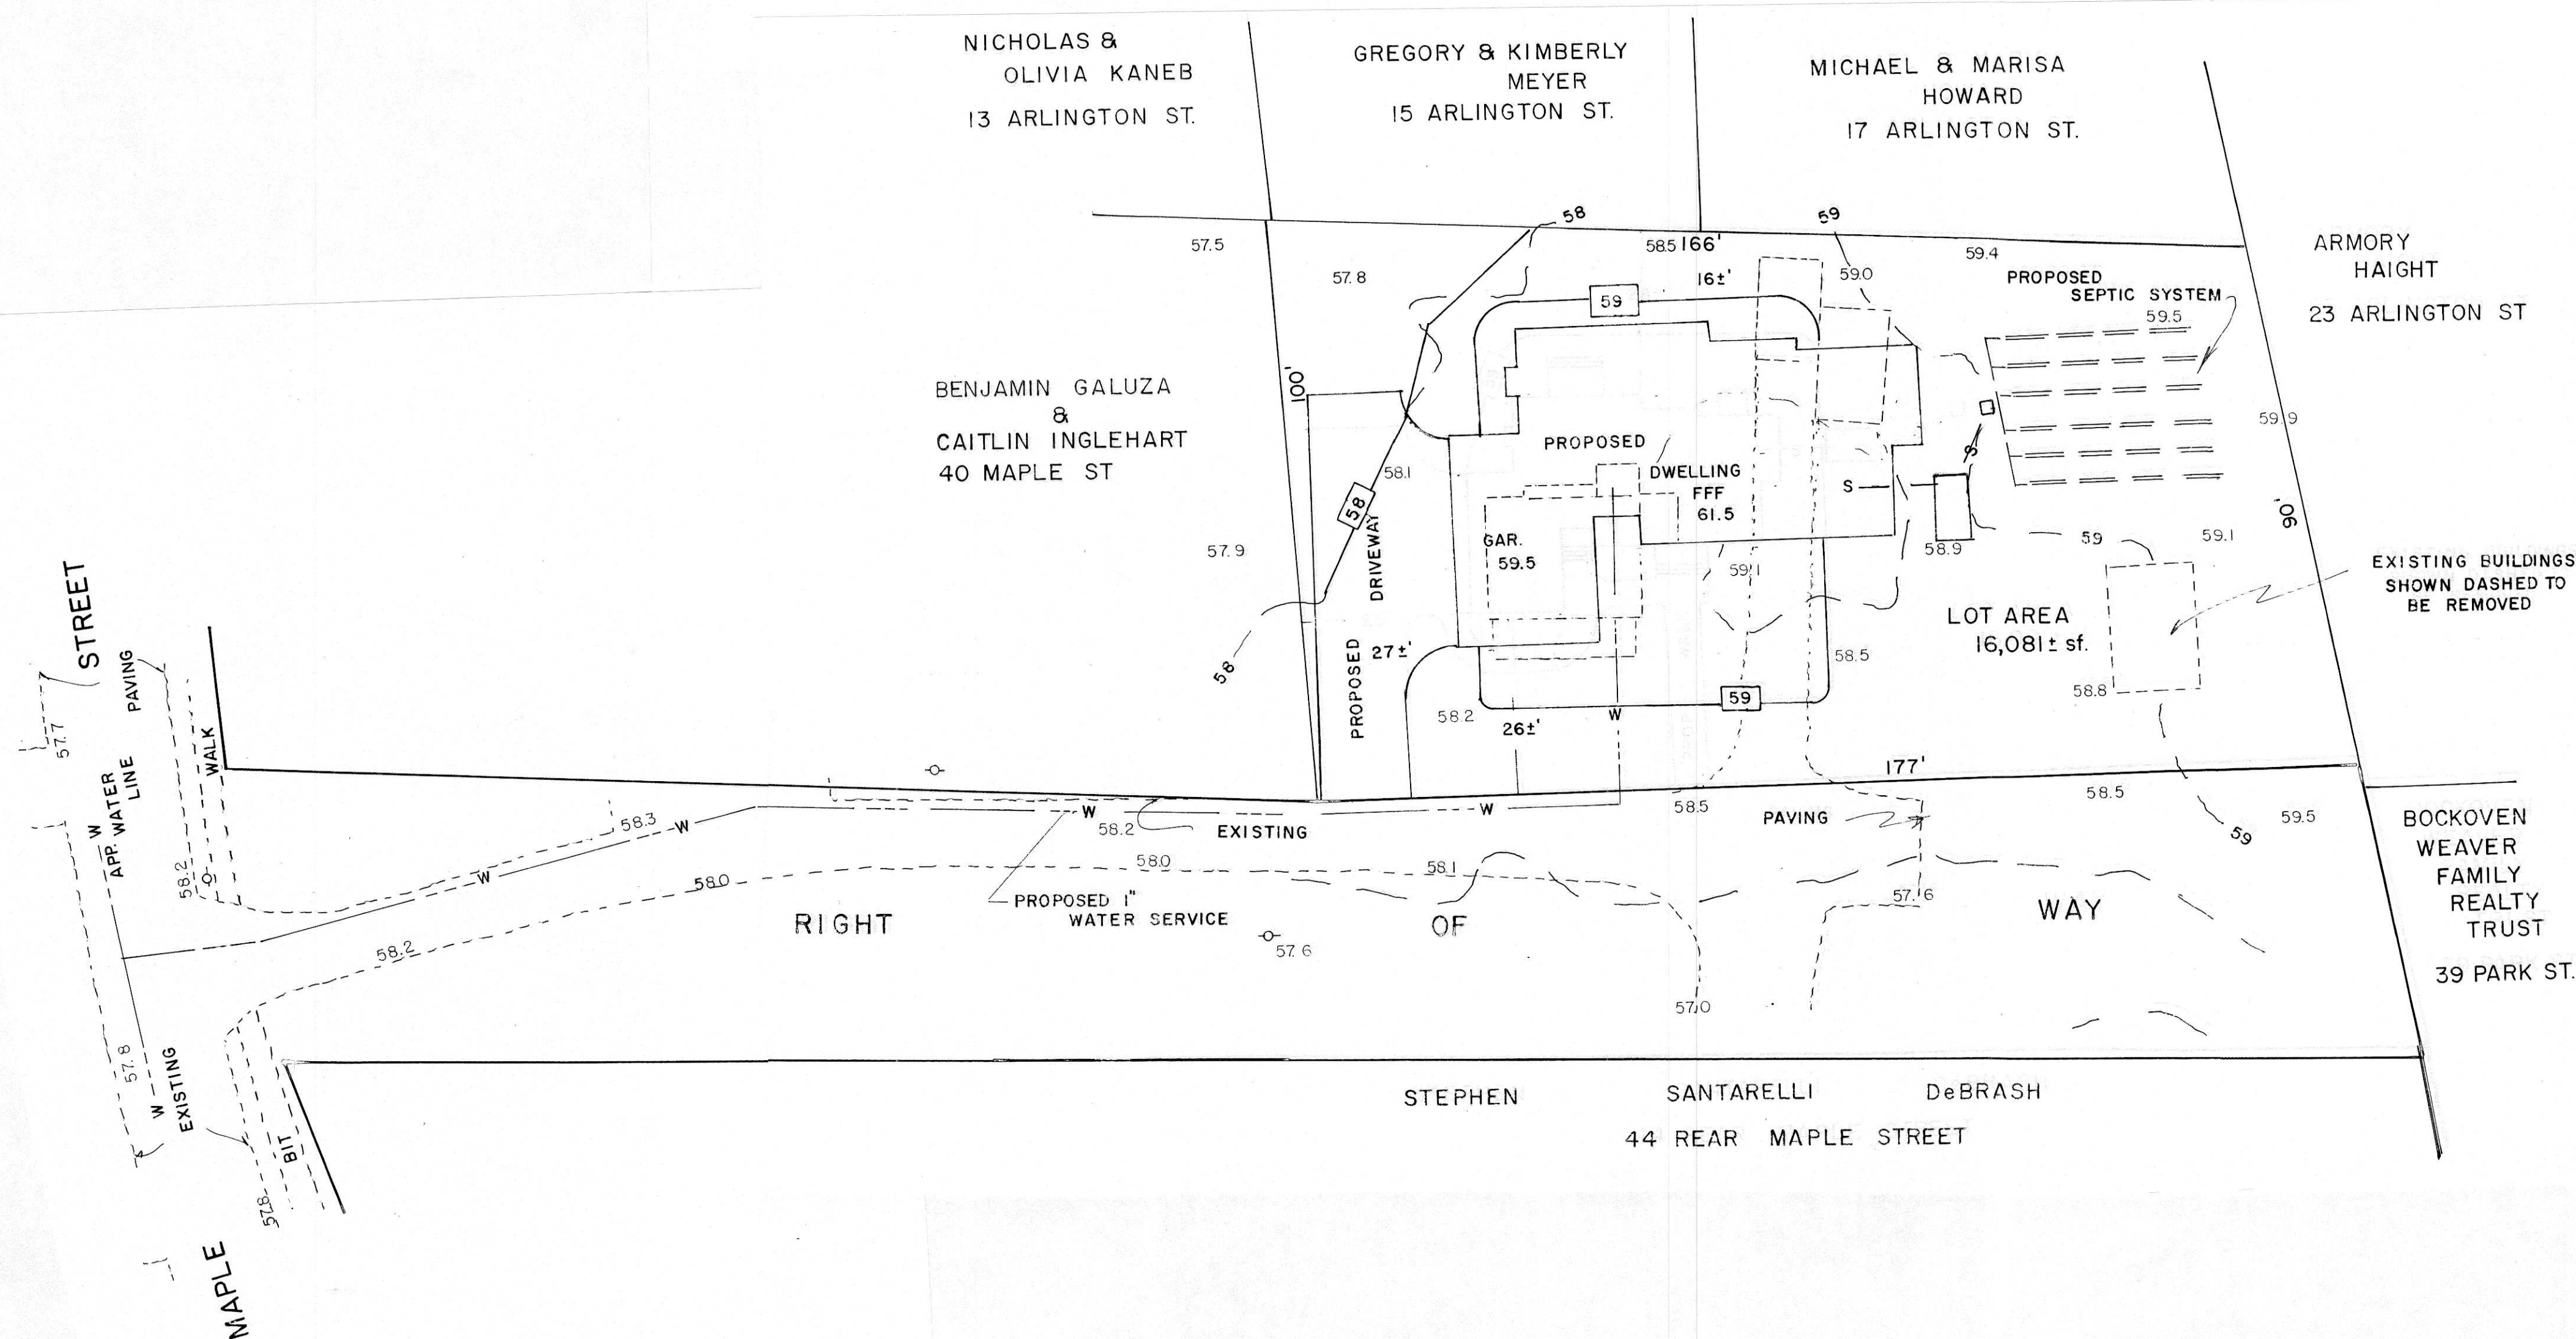 NICHOLAS &
OLIVIA KANEB
13 ARLINGTON ST.
GREGORY & KIMBERLY
MEYER
15 ARLINGTON ST.
MICHAEL & MARISA
HOWARD
17 ARLINGTON ST.
ARMORY
HAIGHT
23 ARLINGTON ST
58
59
57.5
58.5
166'
59.4
57.8
16±'
59.0
PROPOSED
SEPTIC SYSTEM
59.5
59
100'
BENJAMIN GALUZA
&
CAITLIN INGLEHART
40 MAPLE ST
59.9
PROPOSED
DWELLING
FFF
61.5
58.1
58
S
S
90'
GAR.
59.5
57.9
58.9
59
59.1
59.1
EXISTING BUILDINGS
SHOWN DASHED TO
BE REMOVED
LOT AREA
16,081± sf.
PROPOSED DRIVEWAY
27±'
58
58.5
58.8
59
58.2
26±'
W
177'
STREET
PAVING
WALK
57.7
APP. WATER
LINE
W
58.2
58.3
W
W
58.2
EXISTING
W
58.5
PAVING
58.5
59
59.5
BOCKOVEN
WEAVER
FAMILY
REALTY
TRUST
39 PARK ST.
W
58.0
58.0
58.1
57.6
PROPOSED 1"
WATER SERVICE
RIGHT OF WAY
58.2
57.6
57.0
57.8
W
EXISTING
BIT
57.8
MAPLE
STEPHEN SANTARELLI DeBRASH
44 REAR MAPLE STREET